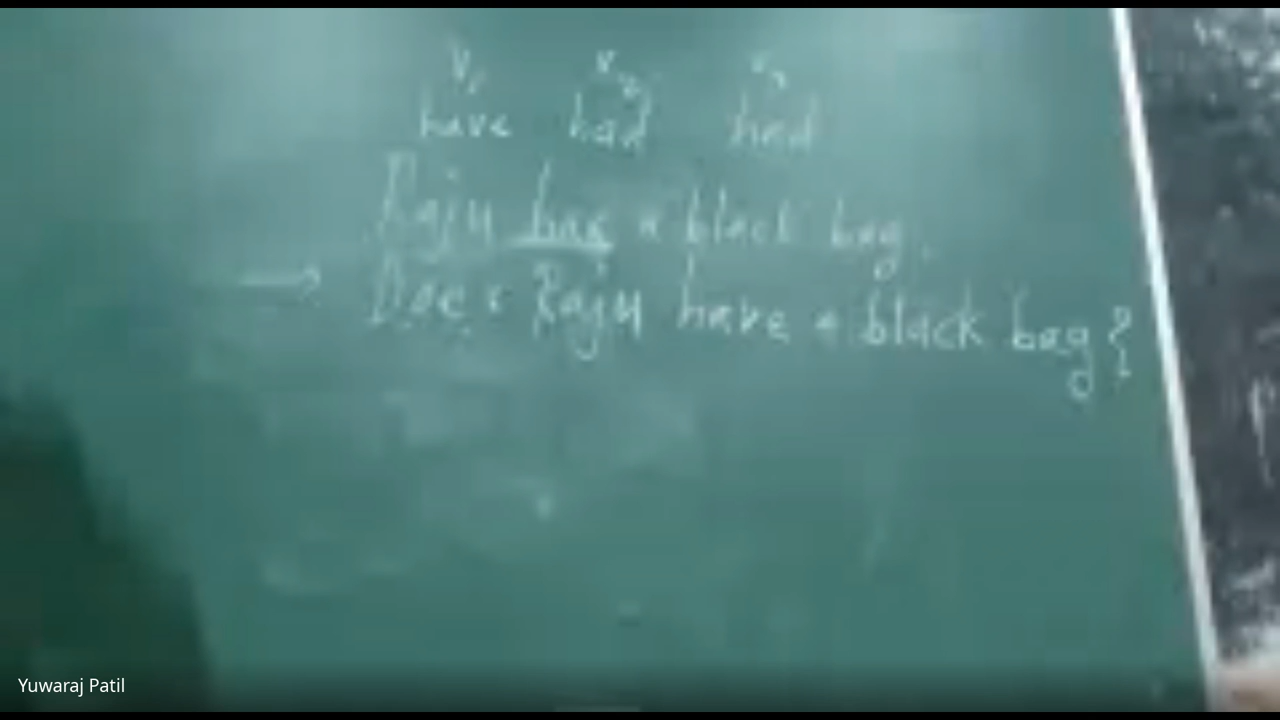 V1 V2 V3
have had had
Raju has a black bag.
→ Does Raju have a black bag?
Yuwaraj Patil